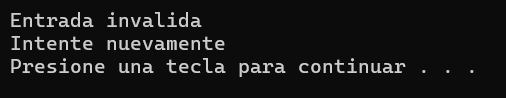 Entrada invalida
Intente nuevamente
Presione una tecla para continuar . . .